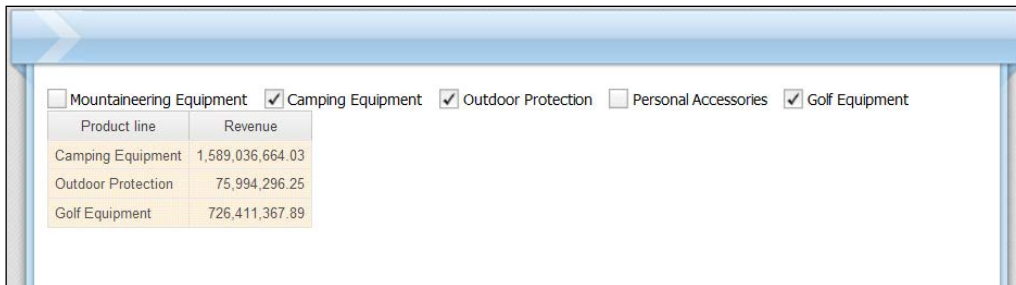 Mountaineering Equipment Camping Equipment Outdoor Protection Personal Accessories Golf Equipment
Product line Revenue
Camping Equipment 1,589,036,664.03
Outdoor Protection 75,994,296.25
Golf Equipment 726,411,367.89